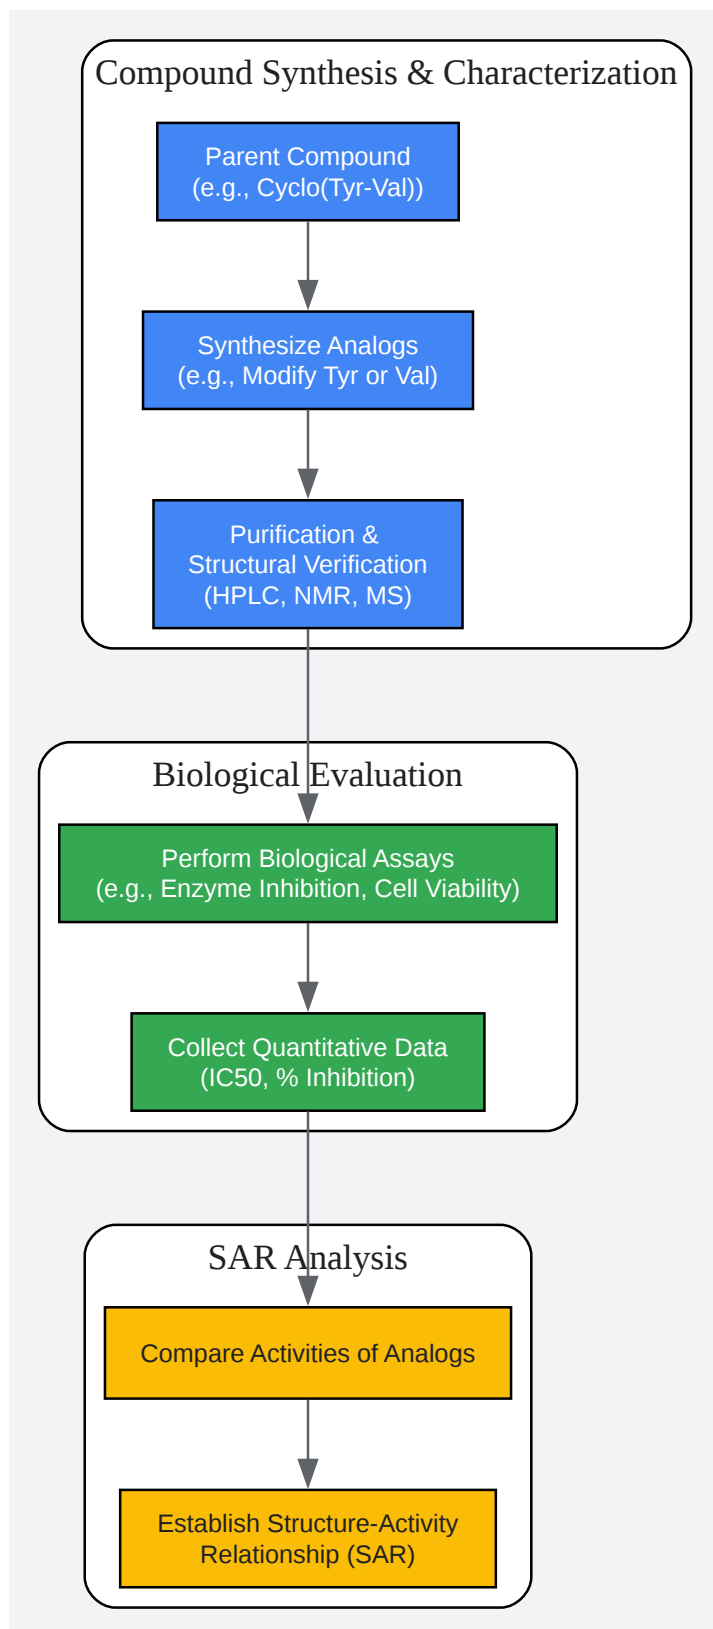 Compound Synthesis & Characterization
Parent Compound
(e.g., Cyclo(Tyr-Val))
Synthesize Analogs
(e.g., Modify Tyr or Val)
Purification &
Structural Verification
(HPLC, NMR, MS)
Biological Evaluation
Perform Biological Assays
(e.g., Enzyme Inhibition, Cell Viability)
Collect Quantitative Data
(IC50, % Inhibition)
SAR Analysis
Compare Activities of Analogs
Establish Structure-Activity
Relationship (SAR)